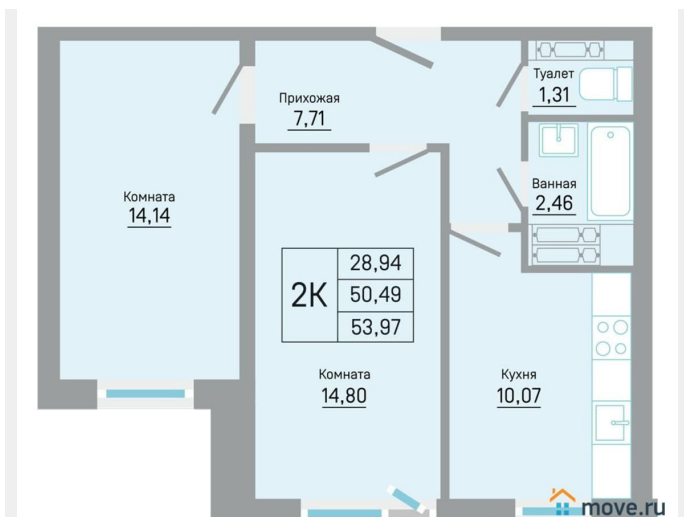 Туалет
1,31
Прихожая
7,71
Ванная
2,46
Комната
14,14
2К
28,94
50,49
53,97
Комната
14,80
Кухня
10,07
move.ru